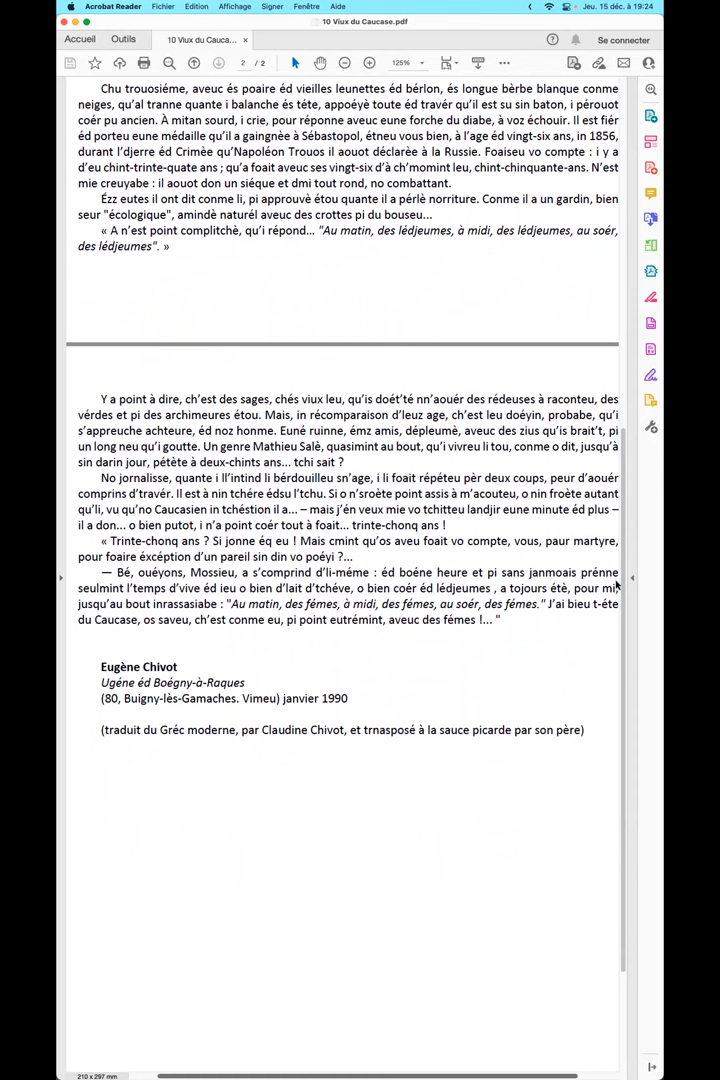 Acrobat Reader Fichier Edition Affichage Signer Fenêtre Aide Jeu. 15 déc. à 19:24
10 Viux du Caucase.pdf
Accueil Outils 10 Viux du Cauca... × Se connecter
2 / 2 125%
Chu trouosiéme, aveuc és poaire éd vieilles leunettes éd bérlon, és longue bèrbe blanque conme
neiges, qu'al tranne quante i balanche és téte, appoéyè toute éd travér qu'il est su sin baton, i pérouot
coér pu ancien. À mitan sourd, i crie, pour réponne aveuc eune forche du diabe, à voz échouir. Il est fiér
éd porteu eune médaille qu'il a gaingnèe à Sébastopol, étneu vous bien, à l'age éd vingt-six ans, in 1856,
durant l'djerre éd Crimèe qu'Napoléon Trouos il aouot déclarèe à la Russie. Foaiseu vo compte : i y a
d'eu chint-trinte-quate ans ; qu'a foait aveuc ses vingt-six d'à ch'momint leu, chint-chinquante-ans. N'est
mie creuyabe : il aouot don un siéque et dmi tout rond, no combattant.
Ézz eutes il ont dit conme li, pi approuvè étou quante il a pérlè norriture. Conme il a un gardin, bien
seur "écologique", amindè naturél aveuc des crottes pi du bouseu...
« A n'est point complitchè, qu'i répond... "Au matin, des lédjeumes, à midi, des lédjeumes, au soér,
des lédjeumes". »
Y a point à dire, ch'est des sages, chés viux leu, qu'is doét'té nn'aouér des rédeuses à raconteu, des
vérdes et pi des archimeures étou. Mais, in récomparaison d'leuz age, ch'est leu doéyin, probabe, qu'i
s'appreuche achteure, éd noz honme. Euné ruinne, émz amis, dépleumè, aveuc des zius qu'is brait't, pi
un long neu qu'i goutte. Un genre Mathieu Salè, quasimint au bout, qu'i vivreu li tou, conme o dit, jusqu'à
sin darin jour, pétète à deux-chints ans... tchi sait ?
No jornalisse, quante i ll'intind li bérdouilleu sn'age, i li foait répéteu pèr deux coups, peur d'aouér
comprins d'travér. Il est à nin tchére édsu l'tchu. Si o n'sroète point assis à m'acouteu, o nin froète autant
qu'li, vu qu'no Caucasien in tchéstion il a... – mais j'én veux mie vo tchitteu landjir eune minute éd plus –
il a don... o bien putot, i n'a point coér tout à foait... trinte-chonq ans !
« Trinte-chonq ans ? Si jonne éq eu ! Mais cmint qu'os aveu foait vo compte, vous, paur martyre,
pour foaire éxcéption d'un pareil sin din vo poéyi ?...
— Bé, ouéyons, Mossieu, a s'comprind d'li-méme : éd boéne heure et pi sans janmoais prénne
seulmint l'temps d'vive éd ieu o bien d'lait d'tchéve, o bien coér éd lédjeumes , a tojours étè, pour mi,
jusqu'au bout inrassasiabe : "Au matin, des fémes, à midi, des fémes, au soér, des fémes." J'ai bieu t-éte
du Caucase, os saveu, ch'est conme eu, pi point eutrémint, aveuc des fémes !... "
Eugène Chivot
Ugéne éd Boégny-à-Raques
(80, Buigny-lès-Gamaches. Vimeu) janvier 1990
(traduit du Gréc moderne, par Claudine Chivot, et trnasposé à la sauce picarde par son père)
210 x 297 mm